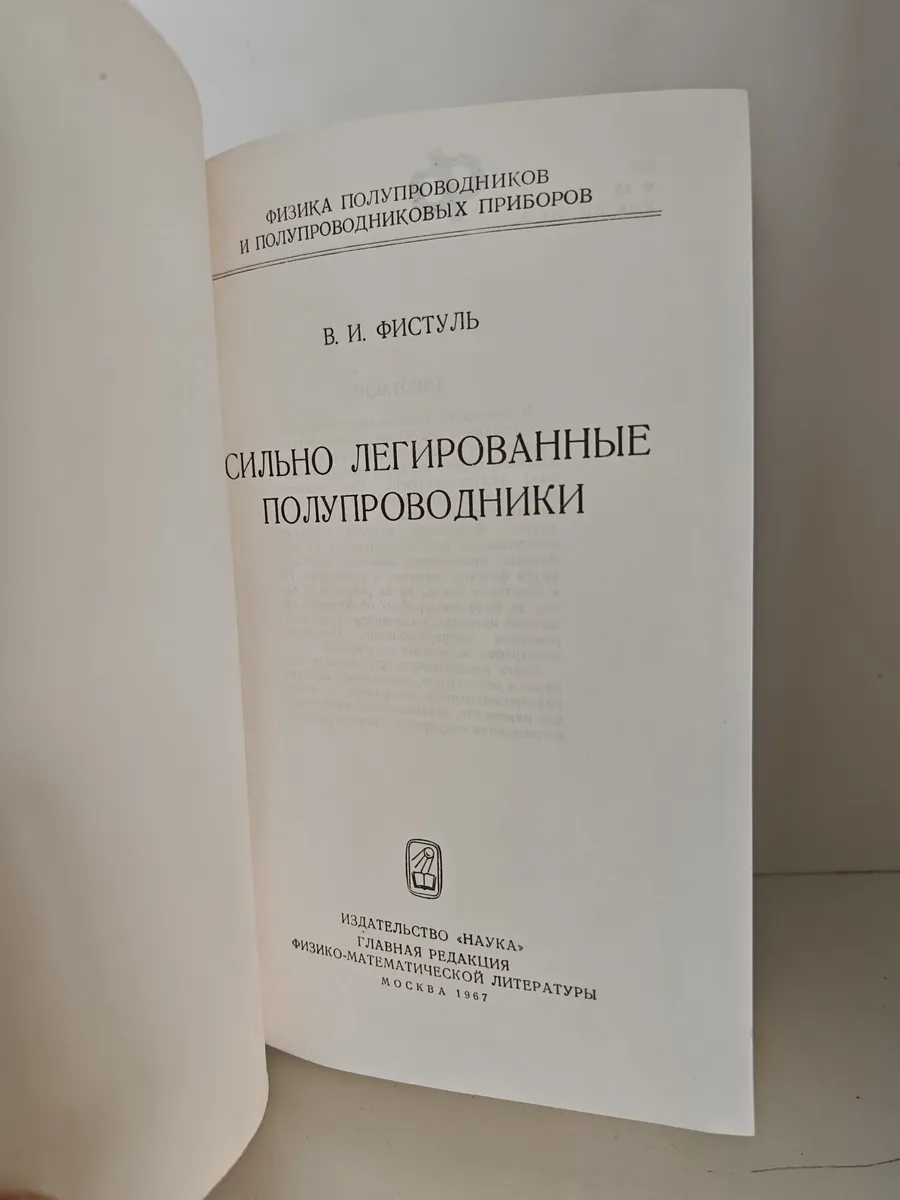 ФИЗИКА ПОЛУПРОВОДНИКОВ
И ПОЛУПРОВОДНИКОВЫХ ПРИБОРОВ
В. И. ФИСТУЛЬ
СИЛЬНО ЛЕГИРОВАННЫЕ
ПОЛУПРОВОДНИКИ
ИЗДАТЕЛЬСТВО «НАУКА»
ГЛАВНАЯ РЕДАКЦИЯ
ФИЗИКО-МАТЕМАТИЧЕСКОЙ ЛИТЕРАТУРЫ
МОСКВА 1967